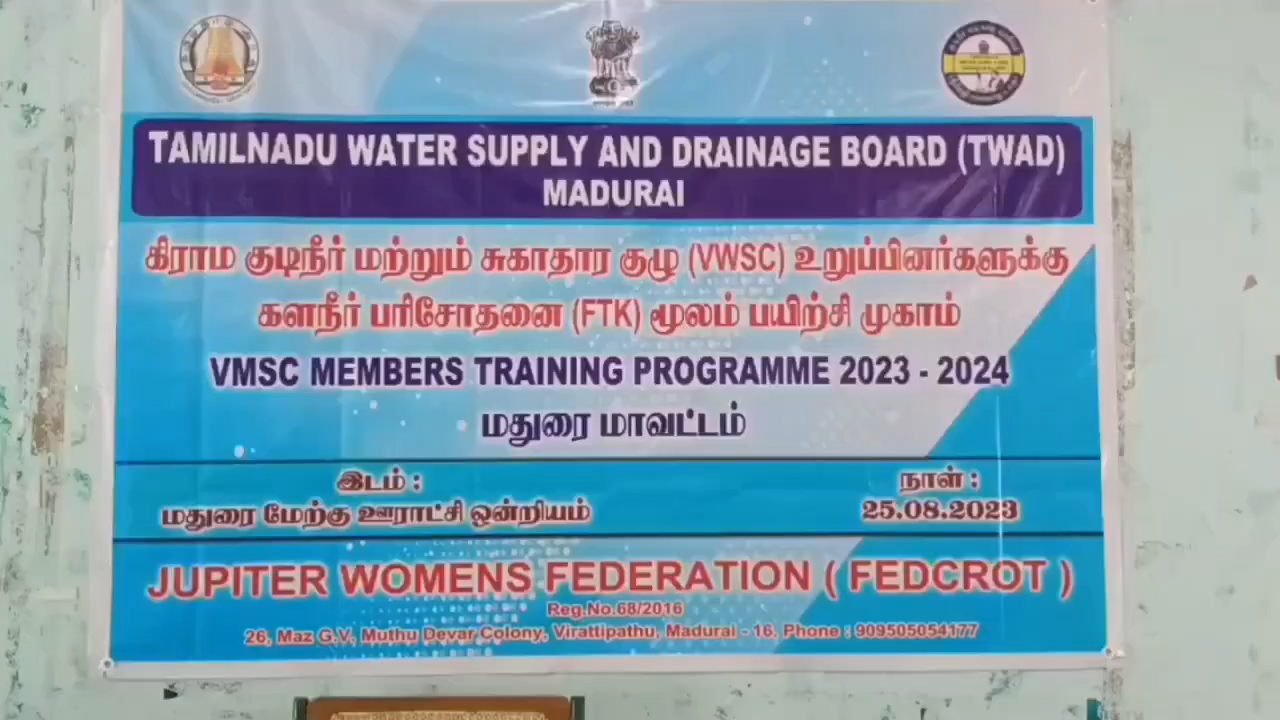 TAMILNADU WATER SUPPLY AND DRAINAGE BOARD (TWAD)
MADURAI
கிராம குடிநீர் மற்றும் சுகாதார குழு (VWSC) உறுப்பினர்களுக்கு
களநீர் பரிசோதனை (FTK) மூலம் பயிற்சி முகாம்
VMSC MEMBERS TRAINING PROGRAMME 2023 - 2024
மதுரை மாவட்டம்
இடம் :
மதுரை மேற்கு ஊராட்சி ஒன்றியம்
நாள் :
25.08.2023
JUPITER WOMENS FEDERATION ( FEDCROT )
Reg.No.68/2016
26, Maz G.V, Muthu Devar Colony, Virattipathu, Madurai - 16, Phone : 909505054177